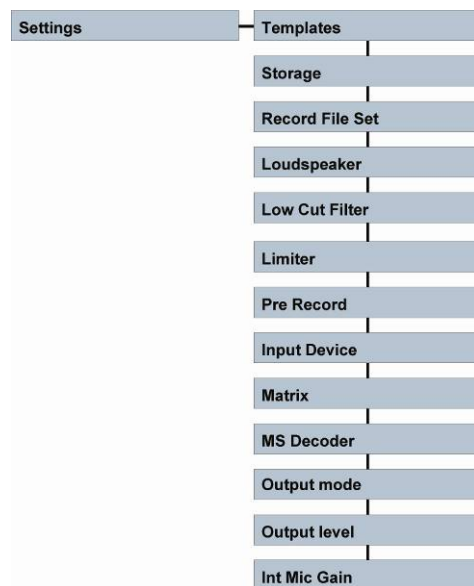 Settings
Templates
Storage
Record File Set
Loudspeaker
Low Cut Filter
Limiter
Pre Record
Input Device
Matrix
MS Decoder
Output mode
Output level
Int Mic Gain